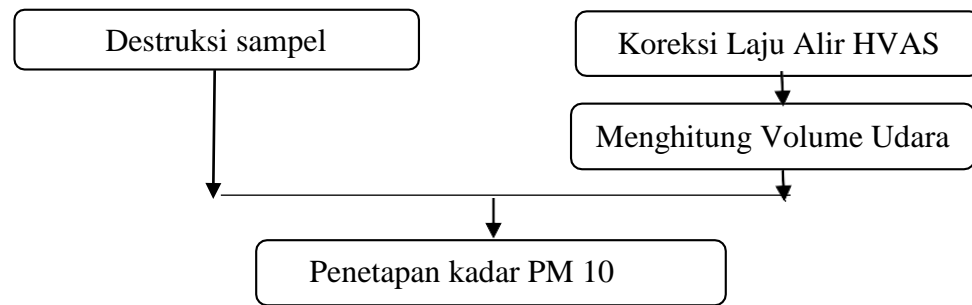 Destruksi sampel
Koreksi Laju Alir HVAS
Menghitung Volume Udara
Penetapan kadar PM 10